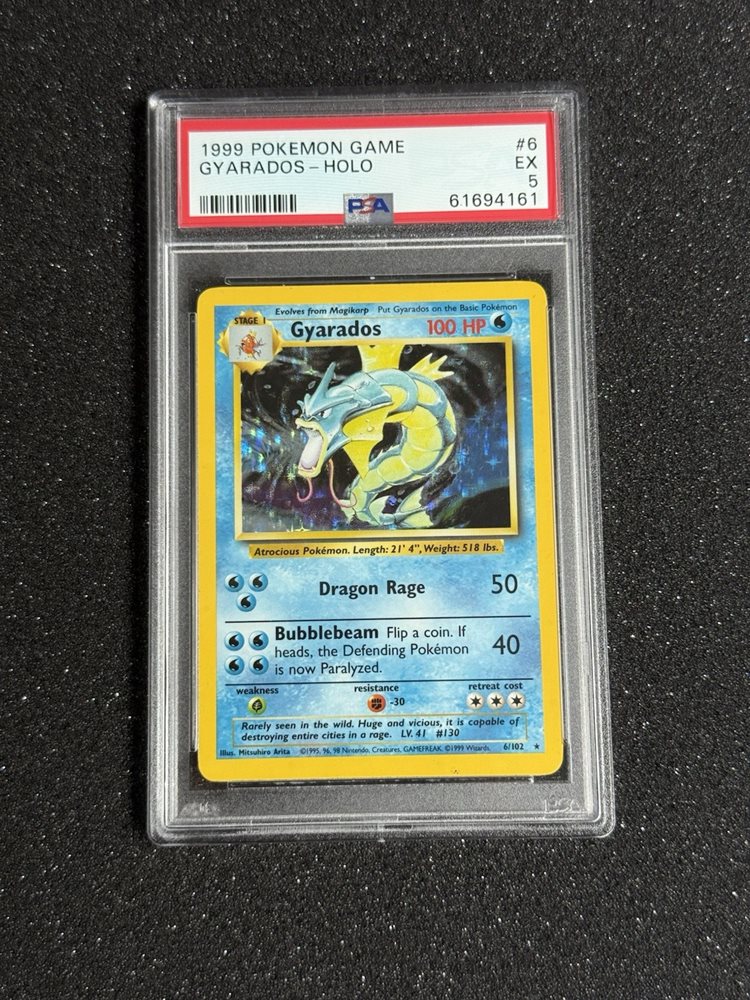 1999 POKEMON GAME #6
GYARADOS - HOLO EX
5
PSA 61694161
Evolves from Magikarp Put Gyarados on the Basic Pokémon
STAGE 1
Gyarados 100 HP
Atrocious Pokémon. Length: 21' 4", Weight: 518 lbs.
Dragon Rage 50
Bubblebeam Flip a coin. If
heads, the Defending Pokémon
is now Paralyzed.
40
weakness resistance retreat cost
-30
Rarely seen in the wild. Huge and vicious, it is capable of
destroying entire cities in a rage. LV. 41 #130
Illus. Mitsuhiro Arita ©1995, 96, 98 Nintendo, Creatures, GAMEFREAK. ©1999 Wizards. 6/102